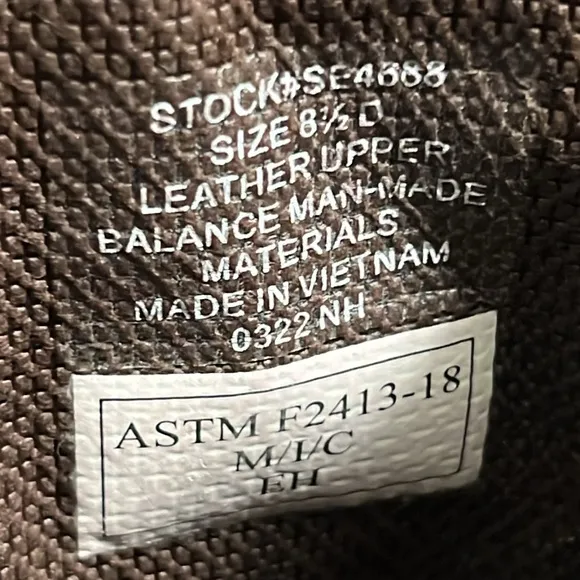 STOCK#SE4688
SIZE 8½ D
LEATHER UPPER
BALANCE MAN-MADE
MATERIALS
MADE IN VIETNAM
0322 NH
ASTM F2413-18
M/I/C
EH